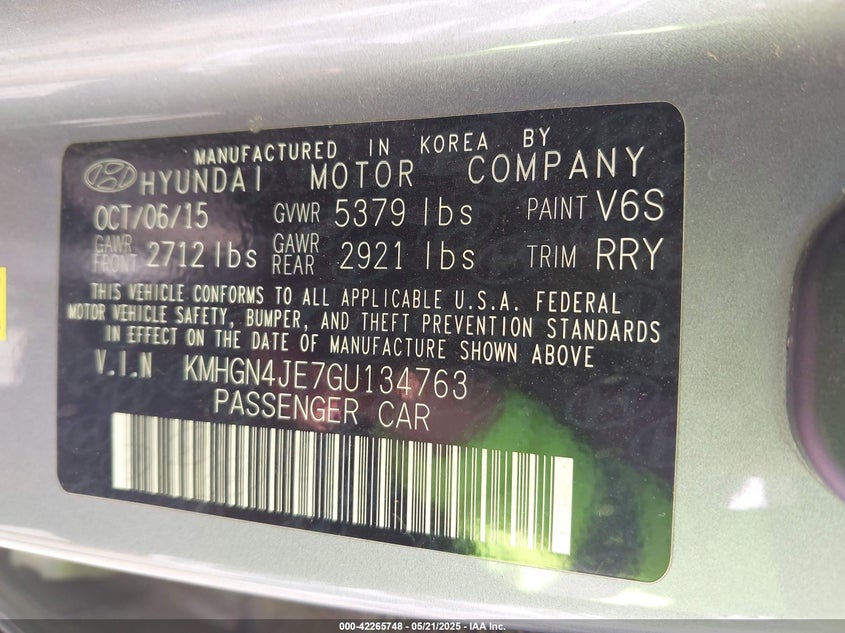 MANUFACTURED IN KOREA BY
HYUNDAI MOTOR COMPANY
OCT/06/15 GVWR 5379 lbs PAINT V6S
GAWR FRONT 2712 lbs GAWR REAR 2921 lbs TRIM RRY
THIS VEHICLE CONFORMS TO ALL APPLICABLE U.S.A. FEDERAL
MOTOR VEHICLE SAFETY, BUMPER, AND THEFT PREVENTION STANDARDS
IN EFFECT ON THE DATE OF MANUFACTURE SHOWN ABOVE
V.I.N KMHGN4JE7GU134763
PASSENGER CAR
000-42265748 - 05/21/2025 - IAA Inc.